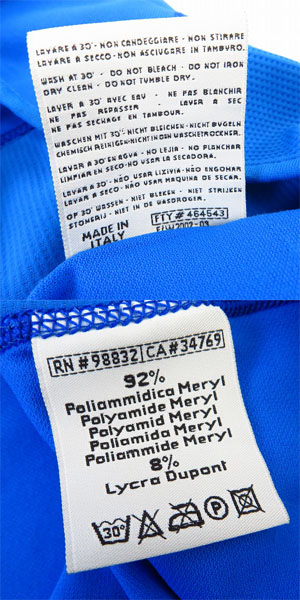 LAVARE A 30°- NON CANDEGGIARE - NON STIRARE
LAVARE A SECCO - NON ASCIUGARE IN TAMBURO.
WASH AT 30° - DO NOT BLEACH - DO NOT IRON
DRY CLEAN - DO NOT TUMBLE DRY.
LAVER A 30° AVEC EAU - NE PAS BLANCHIR
NE PAS REPASSER - LAVER A SEC
NE PAS SECHAGE EN TAMBOUR.
WASCHEN MIT 30°- NICHT BLEICHEN - NICHT BUGELN
CHEMISCH REINIGEN-NICHT IN DEN WASCHETROCKNER.
LAVAR A 30° EN AGUA - NO LEJIA - NO PLANCHAR
LIMPIAR EN SECO - NO USAR LA SECADORA.
LAVAR A 30°- NÃO USAR LIXIVIA -NÃO ENGOMAR
LAVAR A SECO- NÃO USAR MAQUINA DE SECAR.
OP 30° WASSEN - NIET BLEKEN - NIET STRIJKEN
STOMERIJ - NIET IN DE WASDROGER.
MADE IN
ITALY
FTY# 464543
F/W 2002-03
RN#98832 CA#34769
92%
Poliammidica Meryl
Polyamide Meryl
Polyamid Meryl
Poliamida Meryl
Poliammide Meryl
8%
Lycra Dupont
30°
P